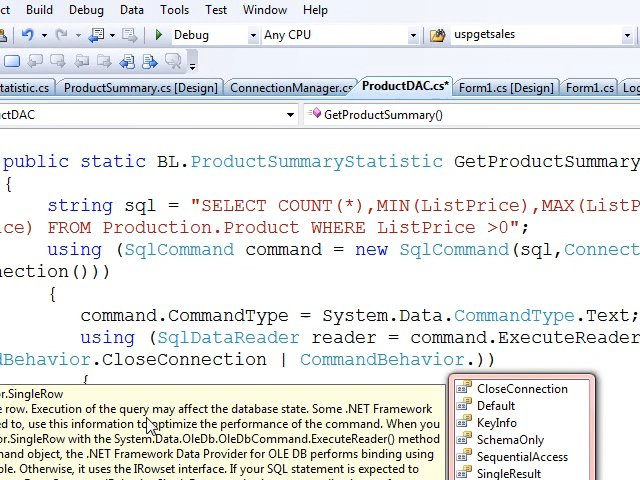 ct Build Debug Data Tools Test Window Help
Debug Any CPU uspgetsales
tatistic.cs ProductSummary.cs [Design] ConnectionManager.cs ProductDAC.cs* Form1.cs [Design] Form1.cs Log
ctDAC GetProductSummary()
public static BL.ProductSummaryStatistic GetProductSummary
{
string sql = "SELECT COUNT(*),MIN(ListPrice),MAX(ListP
ice) FROM Production.Product WHERE ListPrice >0";
using (SqlCommand command = new SqlCommand(sql,Connect
nection()))
{
command.CommandType = System.Data.CommandType.Text;
using (SqlDataReader reader = command.ExecuteReader
dBehavior.CloseConnection | CommandBehavior.))
{
or.SingleRow
e row. Execution of the query may affect the database state. Some .NET Framework
ed to, use this information to optimize the performance of the command. When you
or.SingleRow with the System.Data.OleDb.OleDbCommand.ExecuteReader() method
mand object, the .NET Framework Data Provider for OLE DB performs binding using
ble. Otherwise, it uses the IRowset interface. If your SQL statement is expected to
CloseConnection
Default
KeyInfo
SchemaOnly
SequentialAccess
SingleResult